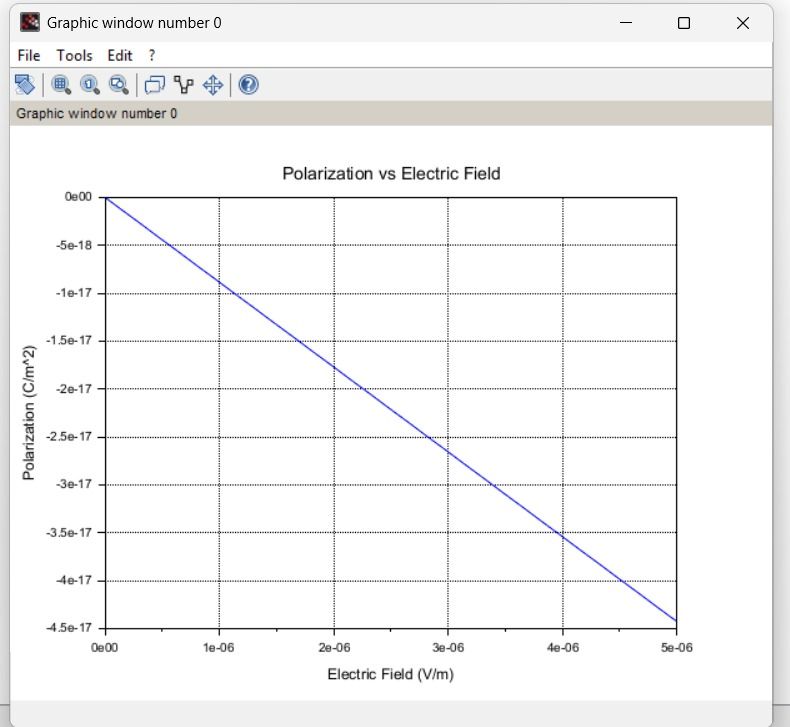 Graphic window number 0
File Tools Edit ?
Graphic window number 0
Polarization vs Electric Field
0e00
-5e-18
-1e-17
-1.5e-17
-2e-17
-2.5e-17
-3e-17
-3.5e-17
-4e-17
-4.5e-17
Polarization (C/m^2)
0e00 1e-06 2e-06 3e-06 4e-06 5e-06
Electric Field (V/m)